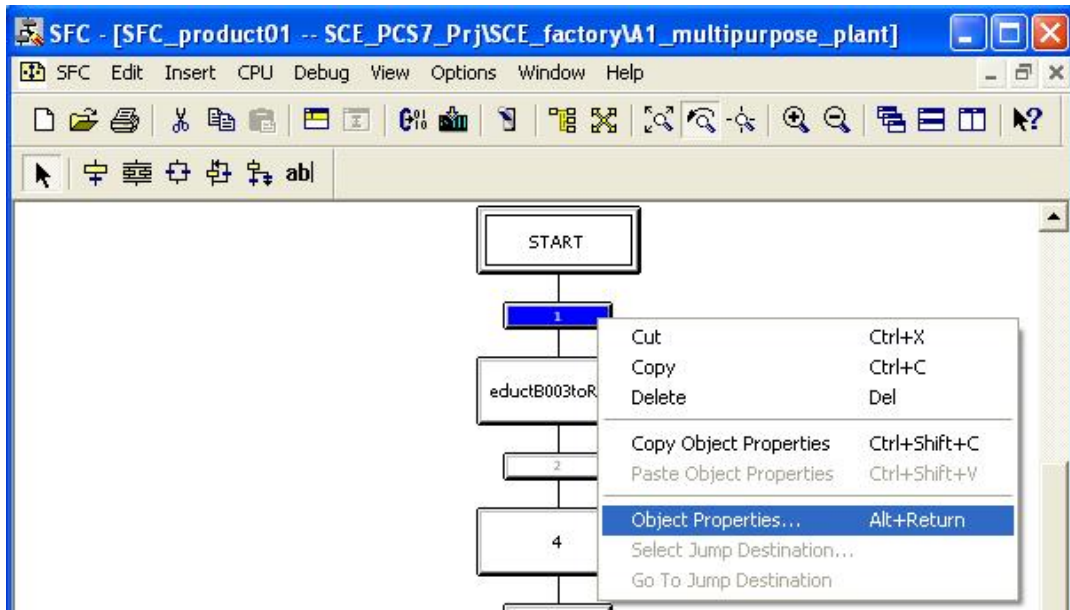 SFC - [SFC_product01 -- SCE_PCS7_Prj\SCE_factory\A1_multipurpose_plant]
SFC Edit Insert CPU Debug View Options Window Help
ab|
START
1
Cut Ctrl+X
Copy Ctrl+C
eductB003toR
Delete Del
Copy Object Properties Ctrl+Shift+C
2
Paste Object Properties Ctrl+Shift+V
Object Properties... Alt+Return
4
Select Jump Destination...
Go To Jump Destination